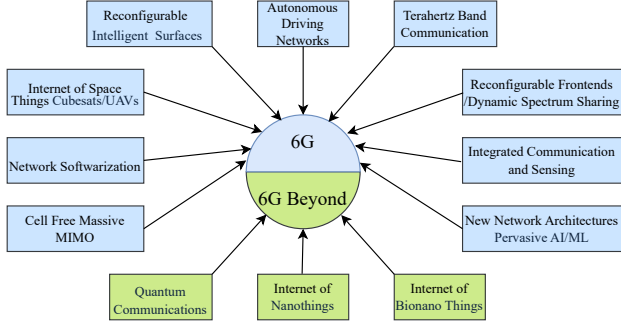 Reconfigurable
Intelligent Surfaces
Autonomous
Driving
Networks
Terahertz Band
Communication
Internet of Space
Things Cubesats/UAVs
Reconfigurable Frontends
/Dynamic Spectrum Sharing
6G
Network Softwarization
Integrated Communication
and Sensing
6G Beyond
Cell Free Massive
MIMO
New Network Architectures
Pervasive AI/ML
Quantum
Communications
Internet of
Nanothings
Internet of
Bionano Things